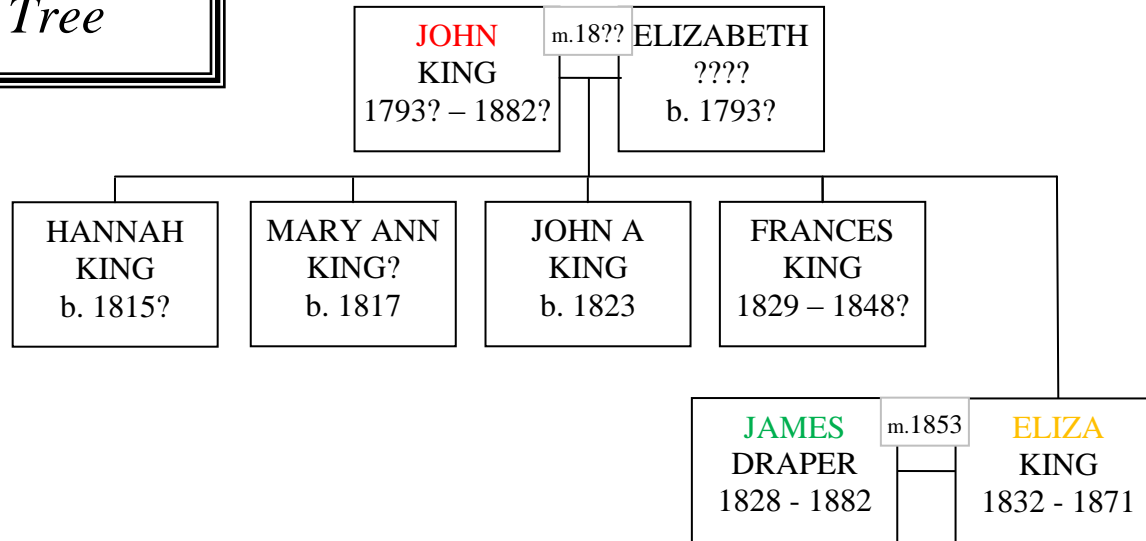 Tree
JOHN
KING
1793? – 1882?
m.18??
ELIZABETH
????
b. 1793?
HANNAH
KING
b. 1815?
MARY ANN
KING?
b. 1817
JOHN A
KING
b. 1823
FRANCES
KING
1829 – 1848?
JAMES
DRAPER
1828 - 1882
m.1853
ELIZA
KING
1832 - 1871